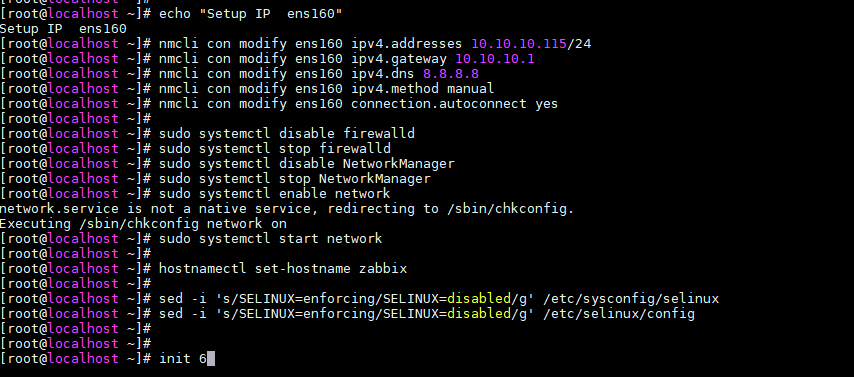 [root@localhost ~]#
[root@localhost ~]# echo "Setup IP  ens160"
Setup IP  ens160
[root@localhost ~]# nmcli con modify ens160 ipv4.addresses 10.10.10.115/24
[root@localhost ~]# nmcli con modify ens160 ipv4.gateway 10.10.10.1
[root@localhost ~]# nmcli con modify ens160 ipv4.dns 8.8.8.8
[root@localhost ~]# nmcli con modify ens160 ipv4.method manual
[root@localhost ~]# nmcli con modify ens160 connection.autoconnect yes
[root@localhost ~]#
[root@localhost ~]# sudo systemctl disable firewalld
[root@localhost ~]# sudo systemctl stop firewalld
[root@localhost ~]# sudo systemctl disable NetworkManager
[root@localhost ~]# sudo systemctl stop NetworkManager
[root@localhost ~]# sudo systemctl enable network
network.service is not a native service, redirecting to /sbin/chkconfig.
Executing /sbin/chkconfig network on
[root@localhost ~]# sudo systemctl start network
[root@localhost ~]#
[root@localhost ~]# hostnamectl set-hostname zabbix
[root@localhost ~]#
[root@localhost ~]# sed -i 's/SELINUX=enforcing/SELINUX=disabled/g' /etc/sysconfig/selinux
[root@localhost ~]# sed -i 's/SELINUX=enforcing/SELINUX=disabled/g' /etc/selinux/config
[root@localhost ~]#
[root@localhost ~]#
[root@localhost ~]# init 6